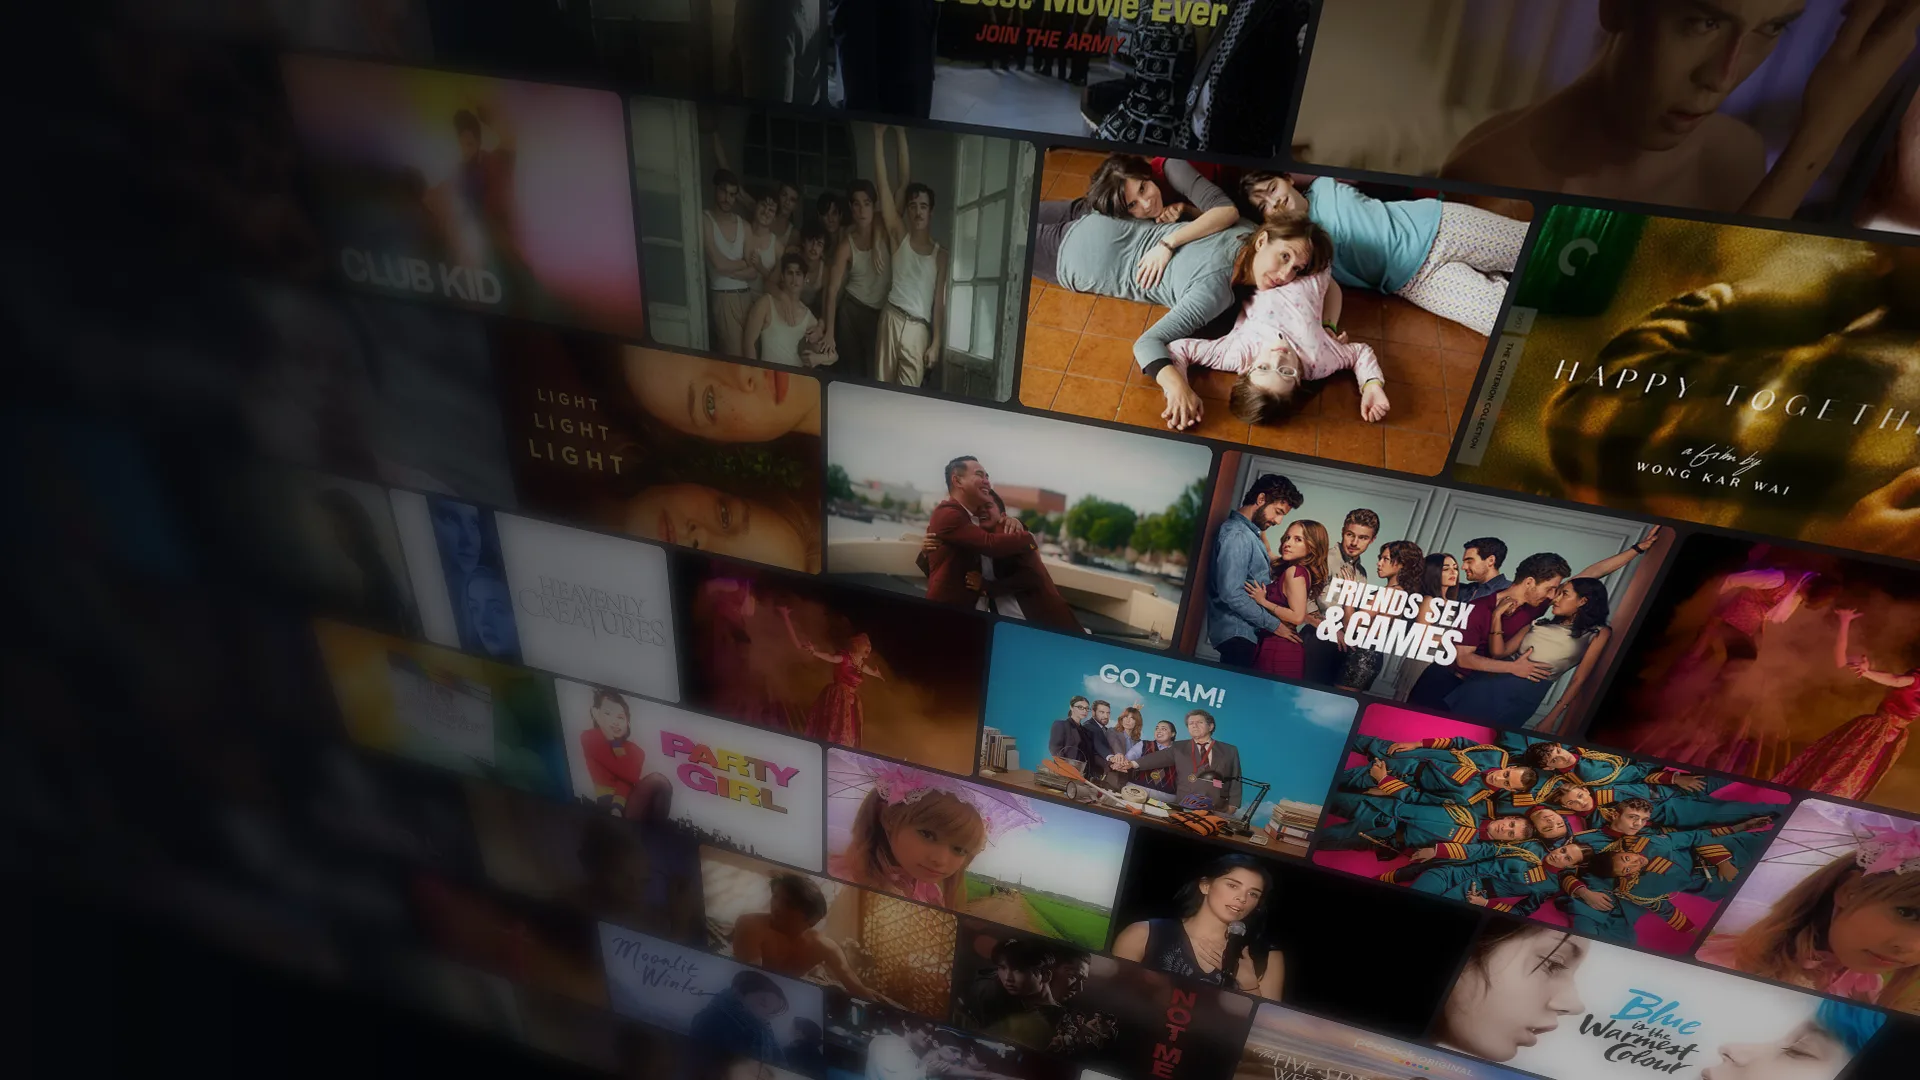 Best Movie Ever
JOIN THE ARMY
CLUB KID
THE CRITERION COLLECTION
HAPPY
a film by
WONG KAR WAI
LIGHT
LIGHT
LIGHT
FRIENDS SEX
& GAMES
HEAVENLY
CREATURES
GO TEAM!
PARTY
GIRL
Moonlit
Winter
NOT ME
Blue
is the
Warmest
Colour
FIVE